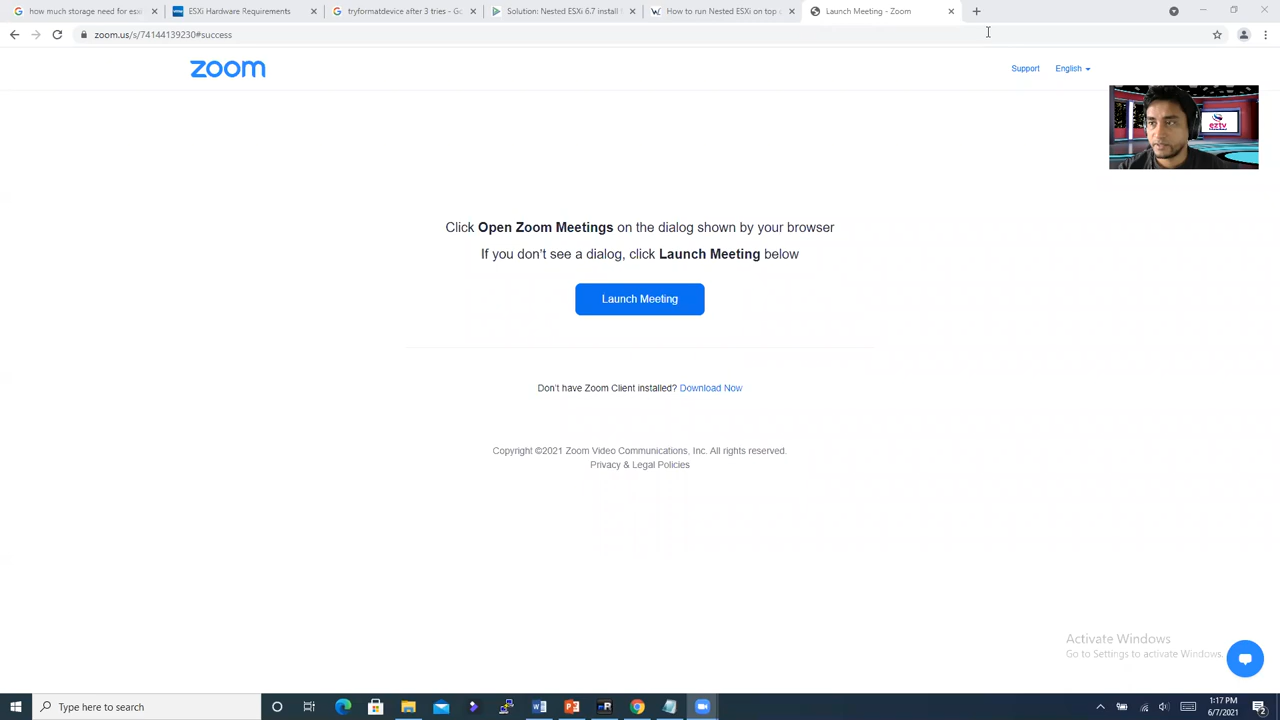 how much storage need for esxi
ESXi Hardware Requirements
tryformatdevice after 3 tries - Go
Solution: Nested ESXi 6.7 install
How to run Nested ESXi on top
Launch Meeting - Zoom
zoom.us/s/74144139230#success
zoom
Support
English
eztv
Click Open Zoom Meetings on the dialog shown by your browser
If you don't see a dialog, click Launch Meeting below
Launch Meeting
Don't have Zoom Client installed? Download Now
Copyright ©2021 Zoom Video Communications, Inc. All rights reserved.
Privacy & Legal Policies
Activate Windows
Go to Settings to activate Windows.
Type here to search
1:17 PM
6/7/2021
2